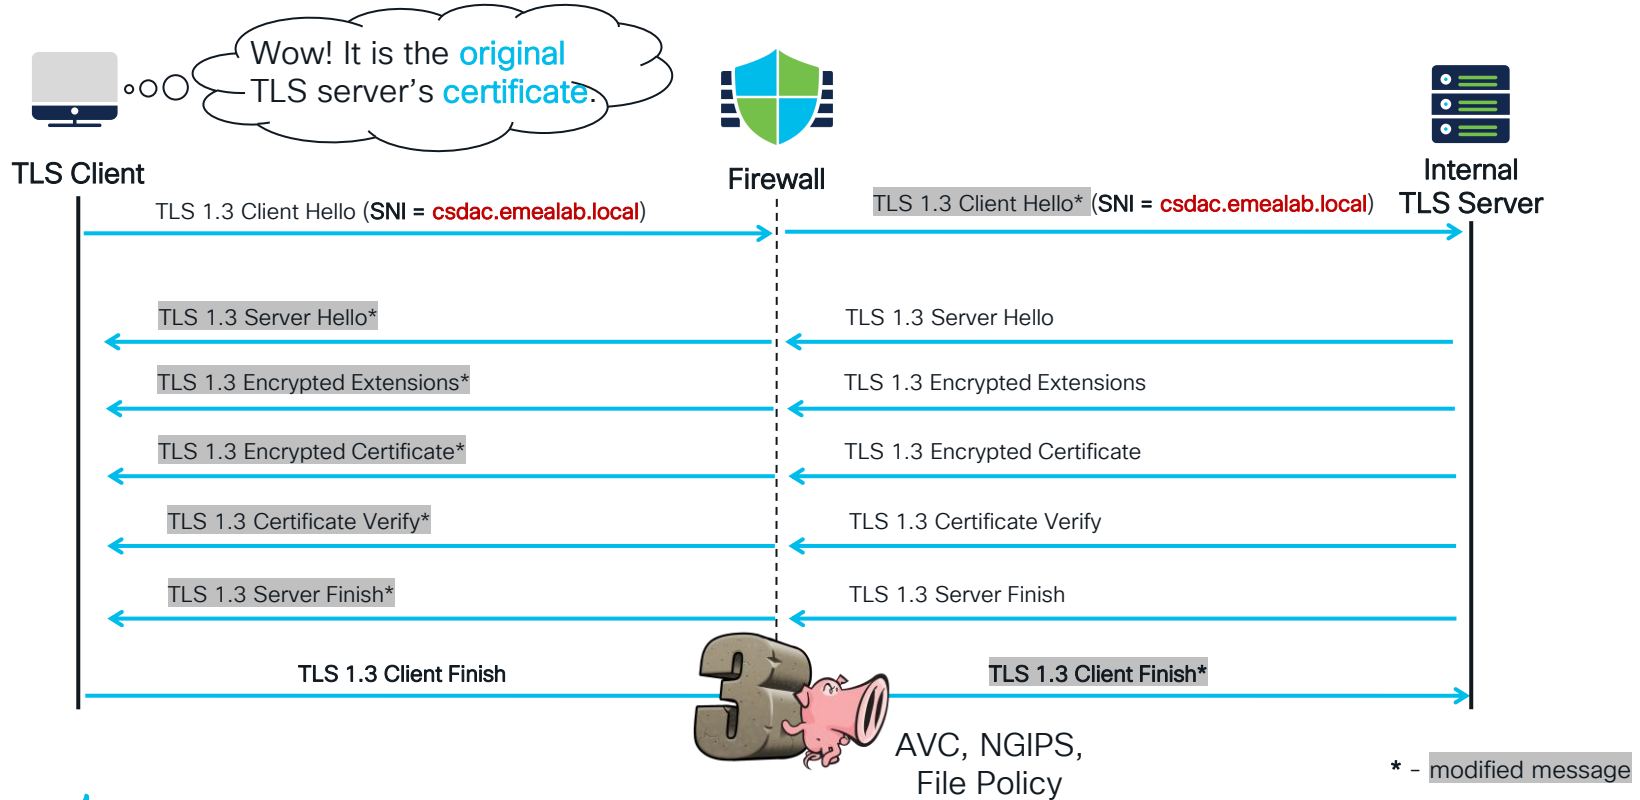 Wow! It is the original
TLS server's certificate.
TLS Client
Firewall
Internal
TLS Server
TLS 1.3 Client Hello (SNI = csdac.emealab.local)
TLS 1.3 Client Hello* (SNI = csdac.emealab.local)
TLS 1.3 Server Hello*
TLS 1.3 Server Hello
TLS 1.3 Encrypted Extensions*
TLS 1.3 Encrypted Extensions
TLS 1.3 Encrypted Certificate*
TLS 1.3 Encrypted Certificate
TLS 1.3 Certificate Verify*
TLS 1.3 Certificate Verify
TLS 1.3 Server Finish*
TLS 1.3 Server Finish
TLS 1.3 Client Finish
TLS 1.3 Client Finish*
3
AVC, NGIPS,
File Policy
* - modified message